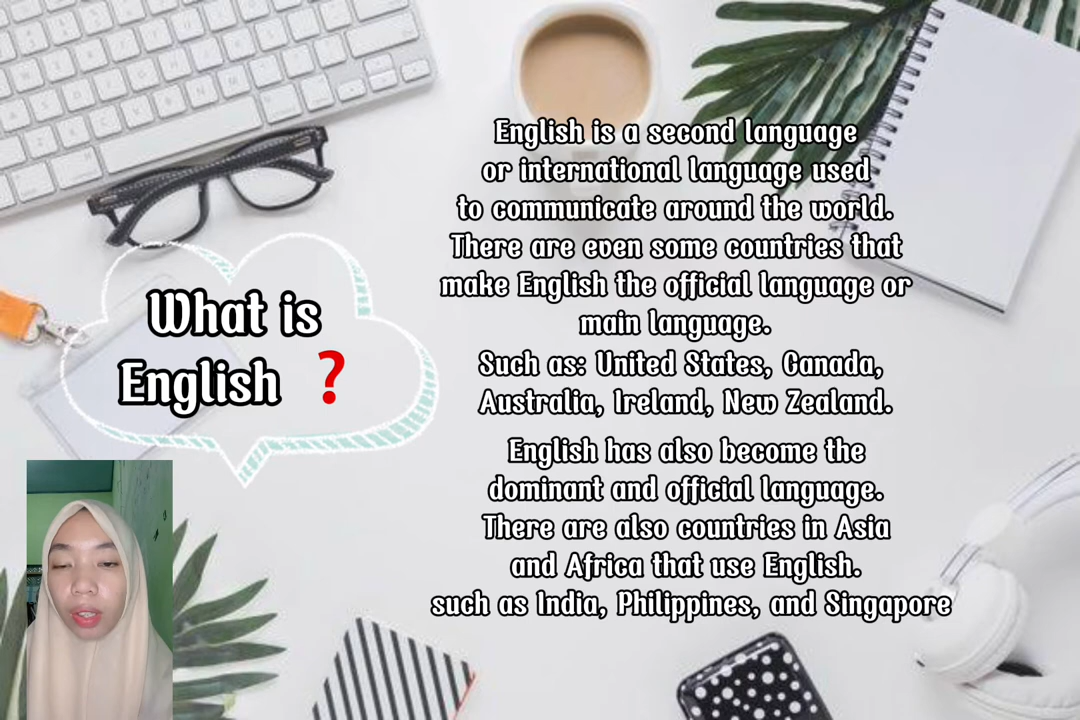 What is
English ?
English is a second language
or international language used
to communicate around the world.
There are even some countries that
make English the official language or
main language.
Such as: United States, Canada,
Australia, Ireland, New Zealand.
English has also become the
dominant and official language.
There are also countries in Asia
and Africa that use English.
such as India, Philippines, and Singapore